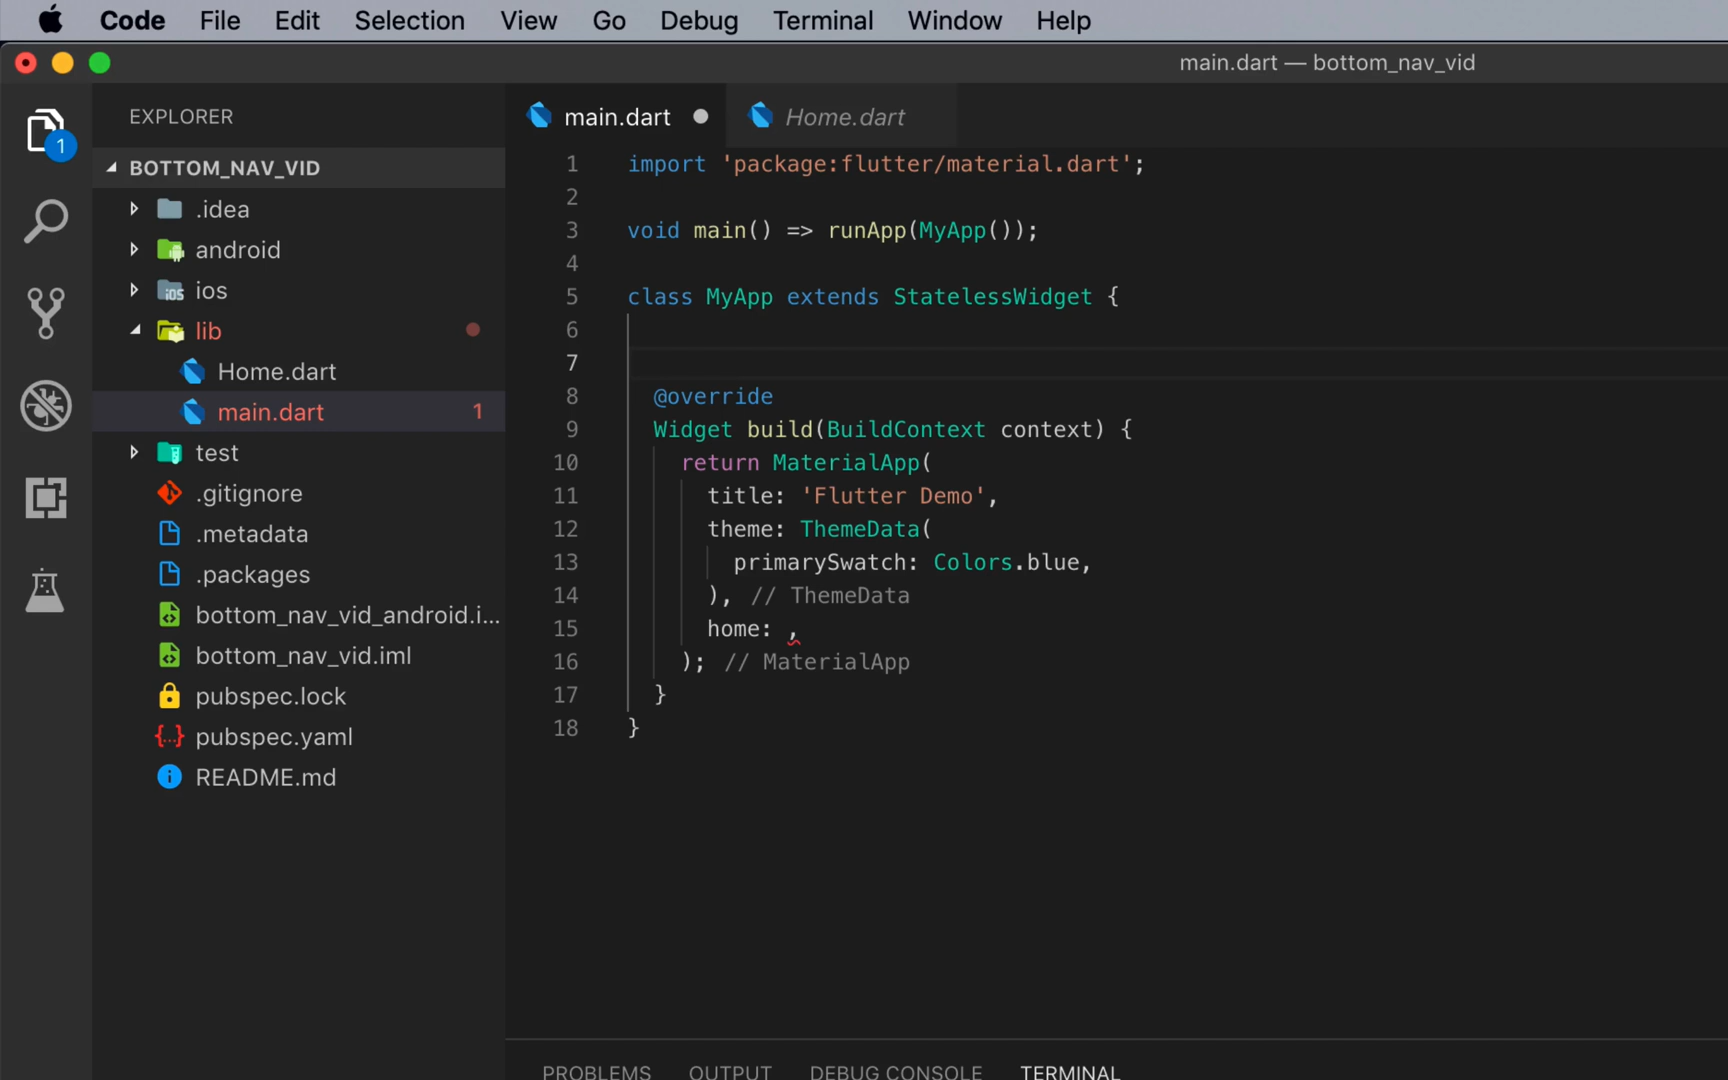 Code File Edit Selection View Go Debug Terminal Window Help
main.dart — bottom_nav_vid
EXPLORER
1
BOTTOM_NAV_VID
.idea
android
ios
lib
Home.dart
main.dart 1
test
.gitignore
.metadata
.packages
bottom_nav_vid_android.i...
bottom_nav_vid.iml
pubspec.lock
pubspec.yaml
README.md
main.dart Home.dart
1 import 'package:flutter/material.dart';
2
3 void main() => runApp(MyApp());
4
5 class MyApp extends StatelessWidget {
6
7
8 @override
9 Widget build(BuildContext context) {
10 return MaterialApp(
11 title: 'Flutter Demo',
12 theme: ThemeData(
13 primarySwatch: Colors.blue,
14 ), // ThemeData
15 home: ,
16 ); // MaterialApp
17 }
18 }
PROBLEMS OUTPUT DEBUG CONSOLE TERMINAL